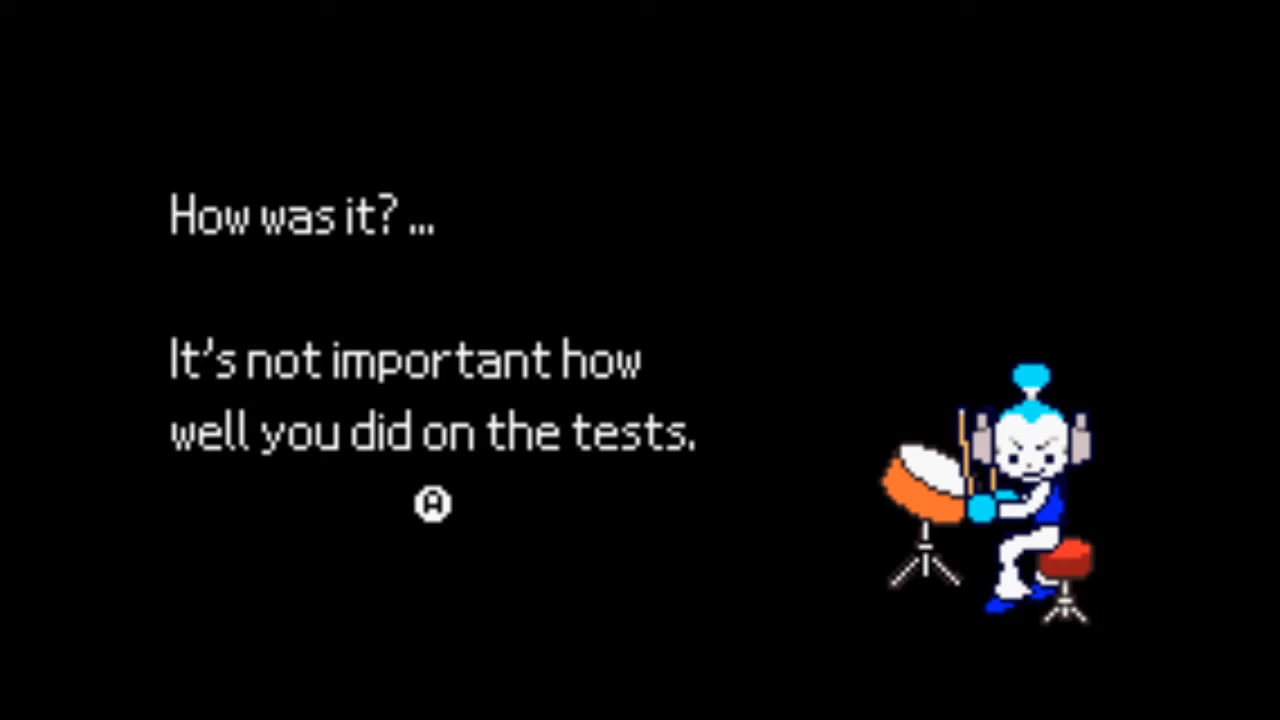 How was it? ...
It's not important how
well you did on the tests.
A